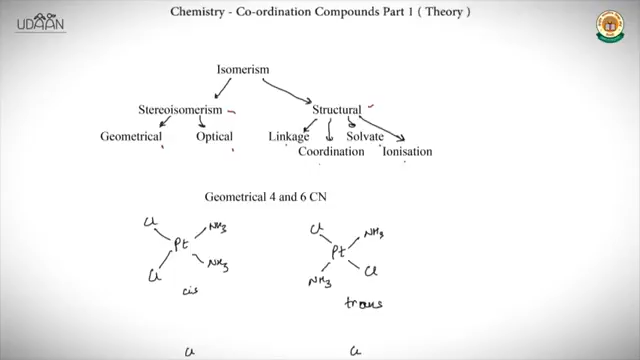 UDAAN
Chemistry - Co-ordination Compounds Part 1 ( Theory )
Isomerism
Stereoisomerism Structural
Geometrical Optical Linkage Solvate
Coordination Ionisation
Geometrical 4 and 6 CN
Cl NH3 Cl NH3
Pt Pt
Cl NH3 NH3 Cl
cis trans
Cl Cl